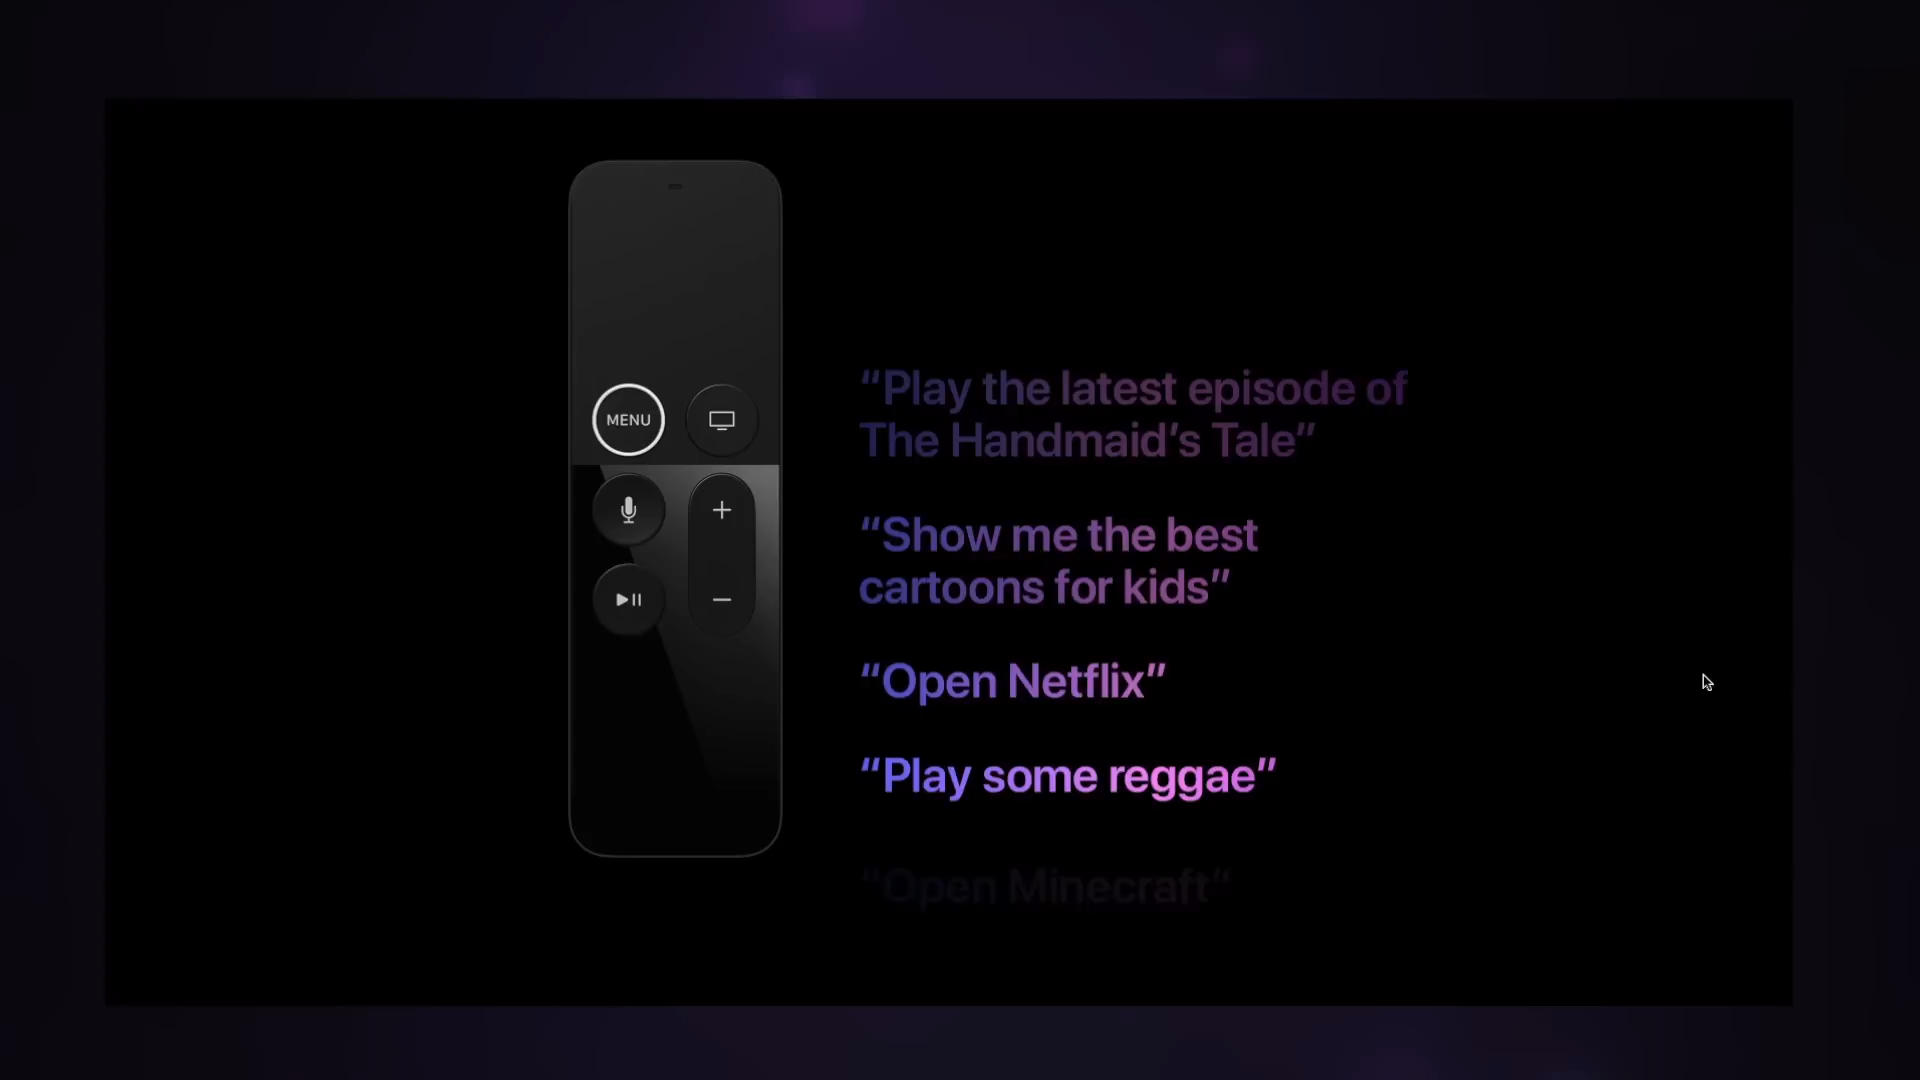 MENU
“Play the latest episode of
The Handmaid’s Tale”
“Show me the best
cartoons for kids”
“Open Netflix”
“Play some reggae”
“Open Minecraft“